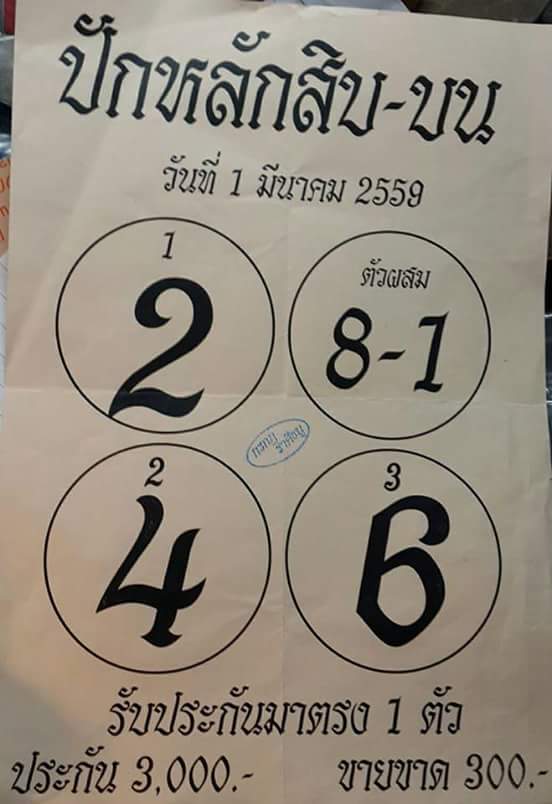 ปักหลักสิบ-บน
วันที่ 1 มีนาคม 2559
1
2
ตัวผสม
8-1
2
4
3
6
รับประกันมาตรง 1 ตัว
ประกัน 3,000.- ขายขาด 300.-